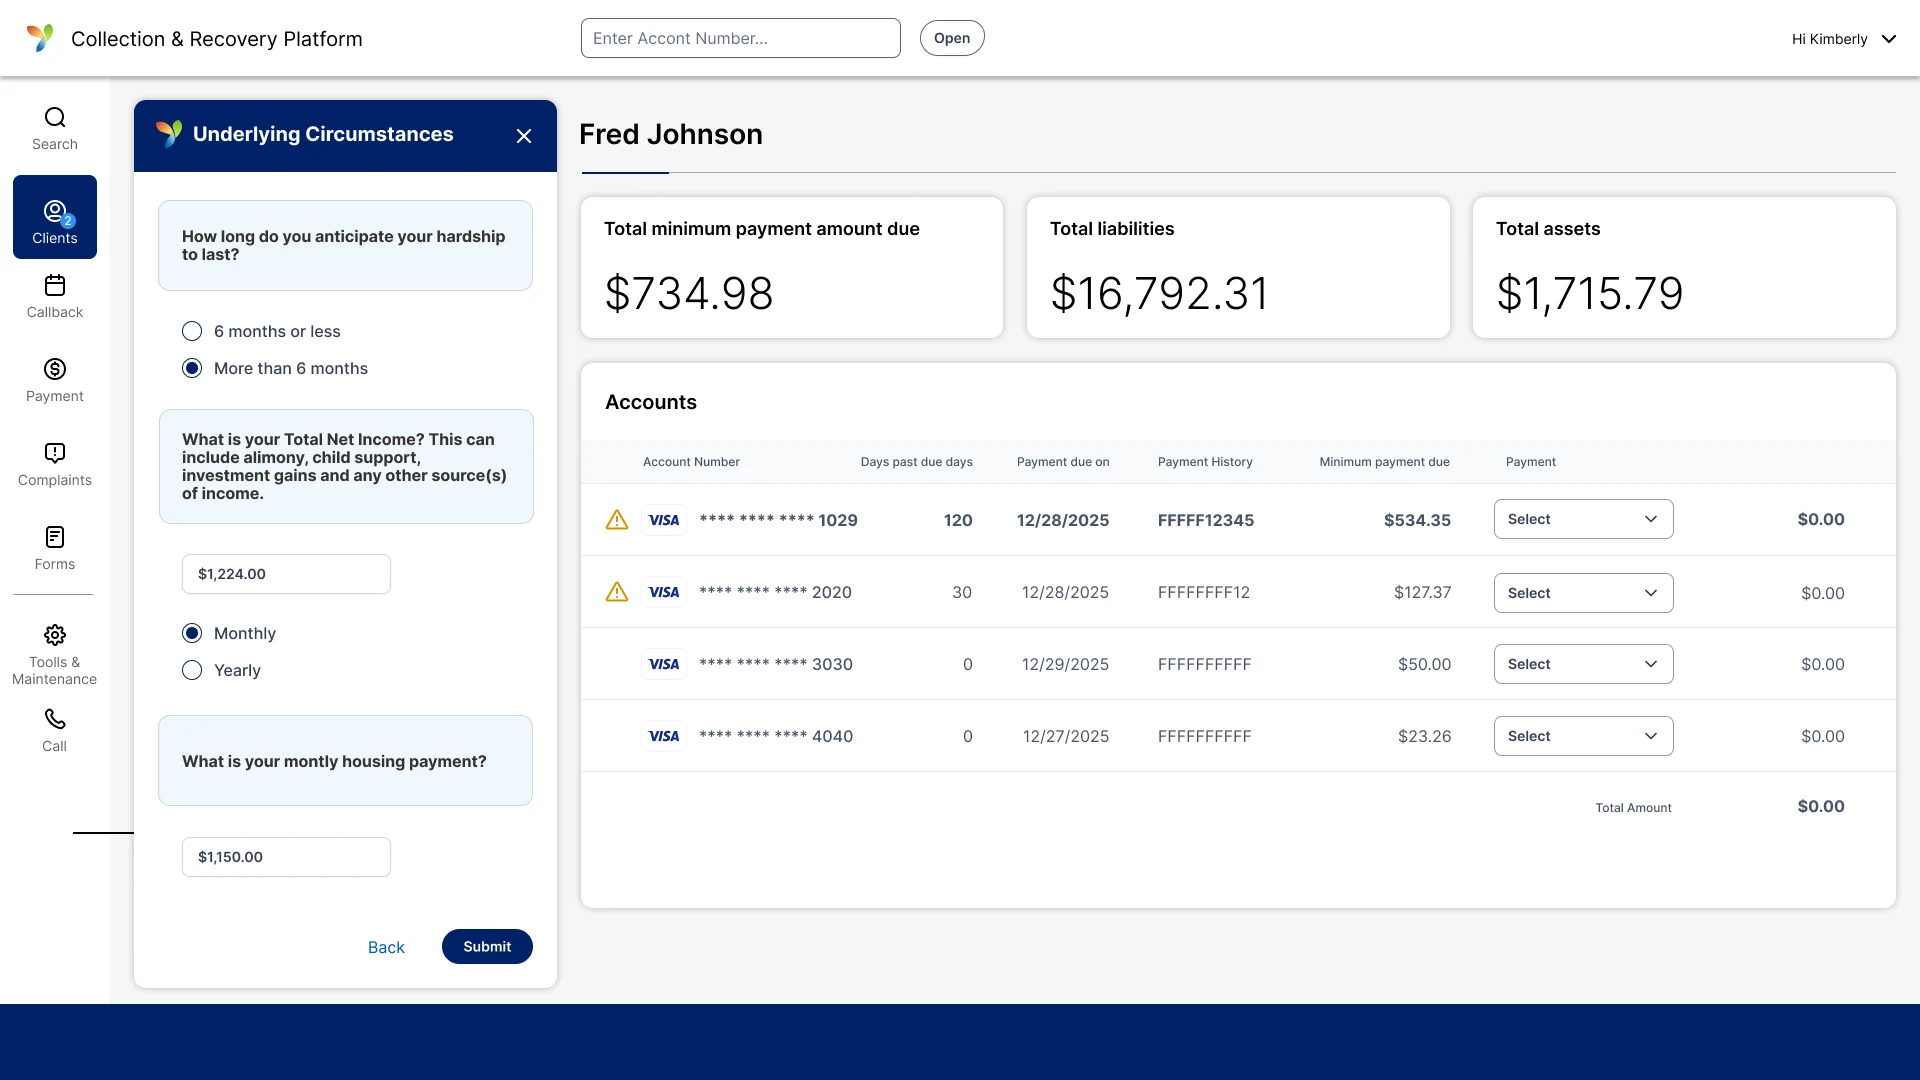 Collection & Recovery Platform
Enter Accont Number...
Open
Hi Kimberly
Search
2
Clients
Callback
Payment
Complaints
Forms
Toolls &
Maintenance
Call
Underlying Circumstances
How long do you anticipate your hardship
to last?
6 months or less
More than 6 months
What is your Total Net Income? This can
include alimony, child support,
investment gains and any other source(s)
of income.
$1,224.00
Monthly
Yearly
What is your montly housing payment?
$1,150.00
Back
Submit
Fred Johnson
Total minimum payment amount due
$734.98
Total liabilities
$16,792.31
Total assets
$1,715.79
Accounts
Account Number Days past due days Payment due on Payment History Minimum payment due Payment
VISA **** **** **** 1029 120 12/28/2025 FFFFF12345 $534.35 Select $0.00
VISA **** **** **** 2020 30 12/28/2025 FFFFFFFF12 $127.37 Select $0.00
VISA **** **** **** 3030 0 12/29/2025 FFFFFFFFFF $50.00 Select $0.00
VISA **** **** **** 4040 0 12/27/2025 FFFFFFFFFF $23.26 Select $0.00
Total Amount $0.00